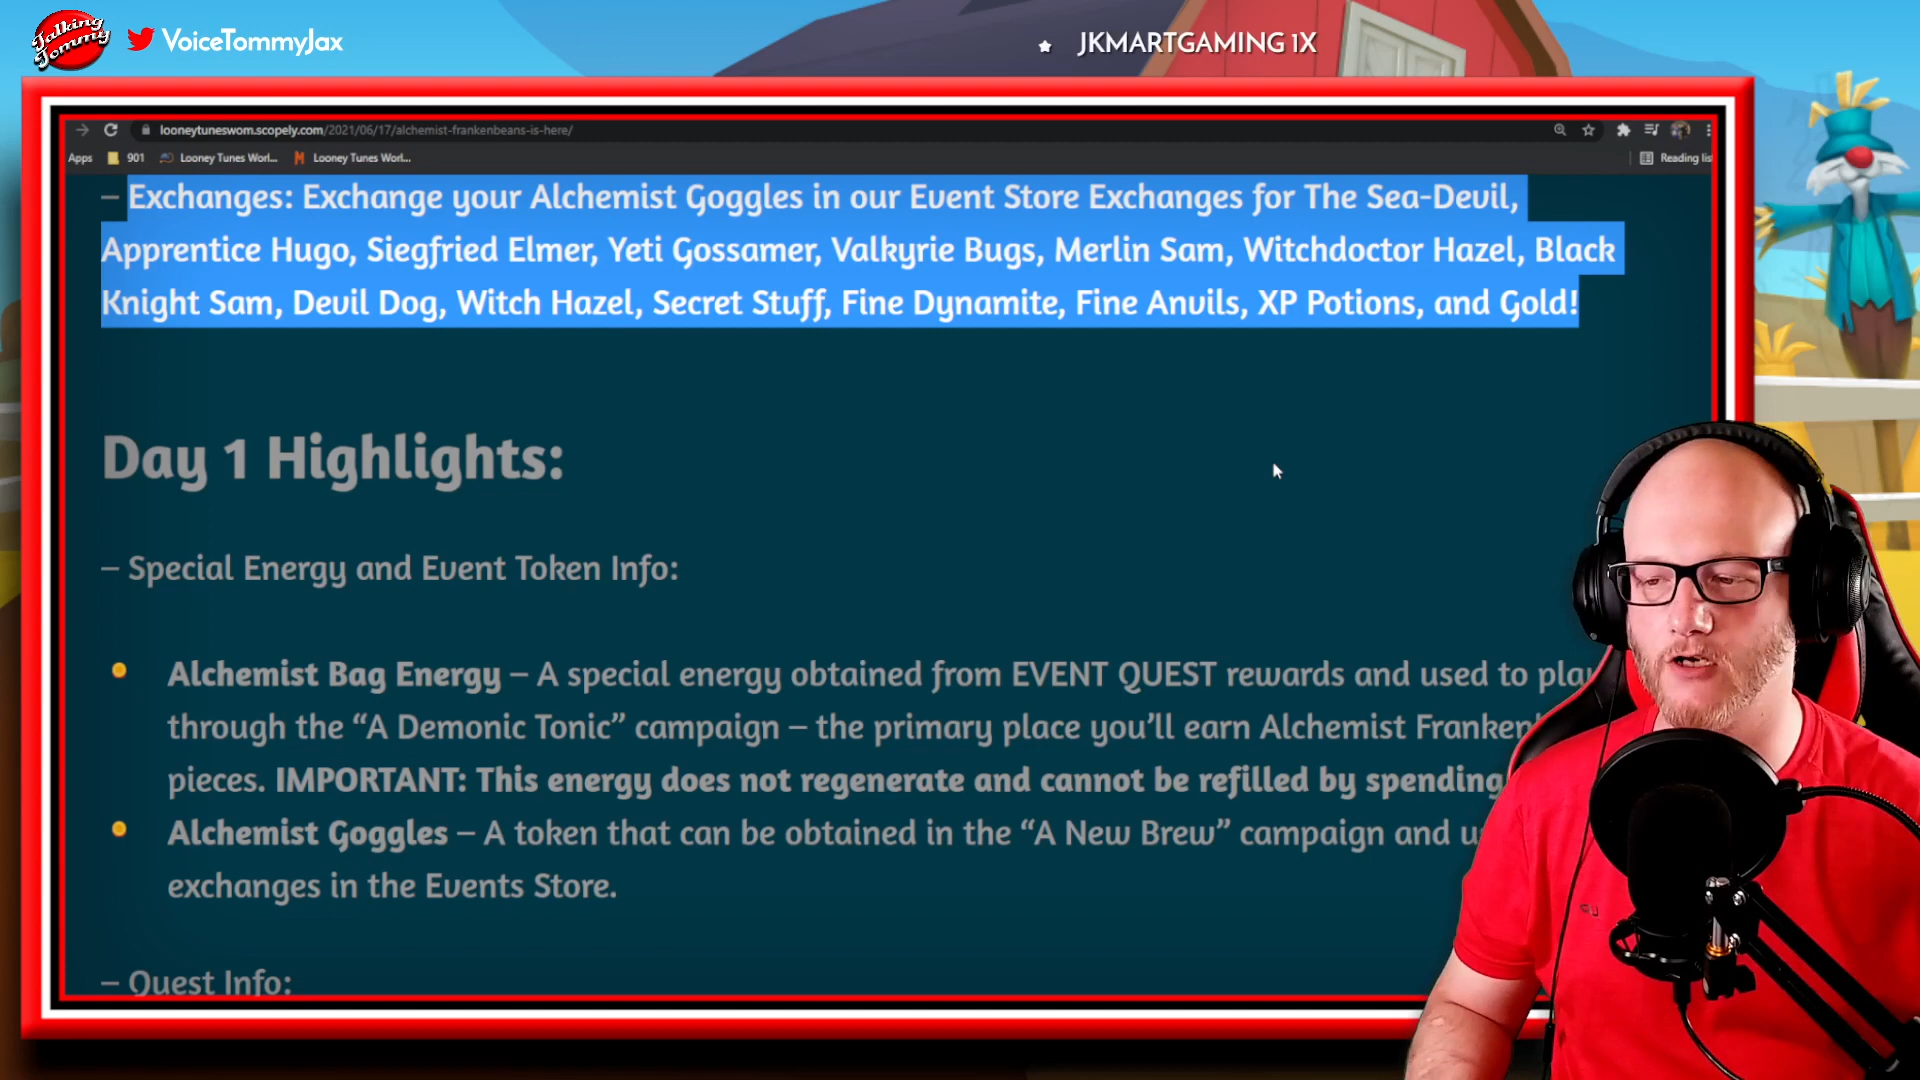 Talking Tommy
VoiceTommyJax
JKMARTGAMING 1X
looneytuneswom.scopely.com/2021/06/17/alchemist-frankenbeans-is-here/
Apps 901 Looney Tunes Worl... Looney Tunes Worl... Reading lis
– Exchanges: Exchange your Alchemist Goggles in our Event Store Exchanges for The Sea-Devil,
Apprentice Hugo, Siegfried Elmer, Yeti Gossamer, Valkyrie Bugs, Merlin Sam, Witchdoctor Hazel, Black
Knight Sam, Devil Dog, Witch Hazel, Secret Stuff, Fine Dynamite, Fine Anvils, XP Potions, and Gold!
Day 1 Highlights:
– Special Energy and Event Token Info:
Alchemist Bag Energy – A special energy obtained from EVENT QUEST rewards and used to play
through the “A Demonic Tonic” campaign – the primary place you’ll earn Alchemist Franken
pieces. IMPORTANT: This energy does not regenerate and cannot be refilled by spending
Alchemist Goggles – A token that can be obtained in the “A New Brew” campaign and u
exchanges in the Events Store.
– Quest Info: